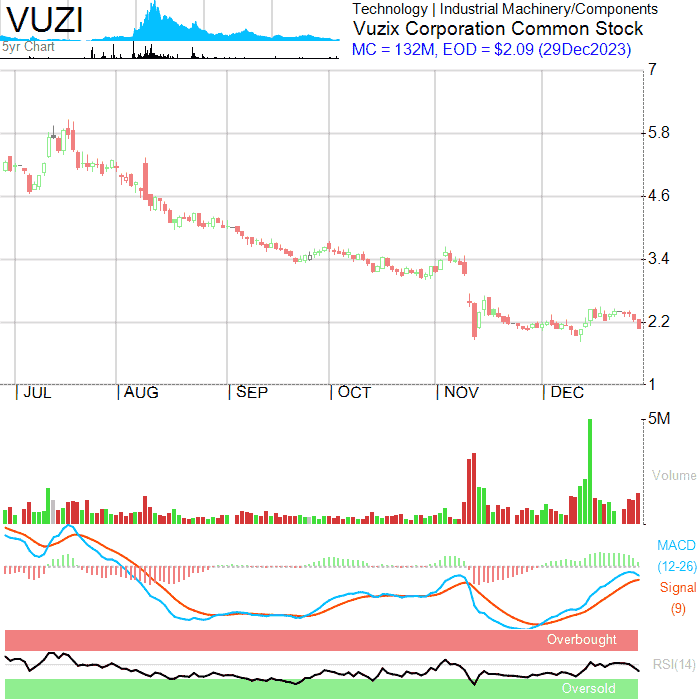 VUZI
5yr Chart
Technology | Industrial Machinery/Components
Vuzix Corporation Common Stock
MC = 132M, EOD = $2.09 (29Dec2023)
7
5.8
4.6
3.4
2.2
1
JUL AUG SEP OCT NOV DEC
5M
Volume
MACD
(12-26)
Signal
(9)
Overbought
RSI(14)
Oversold